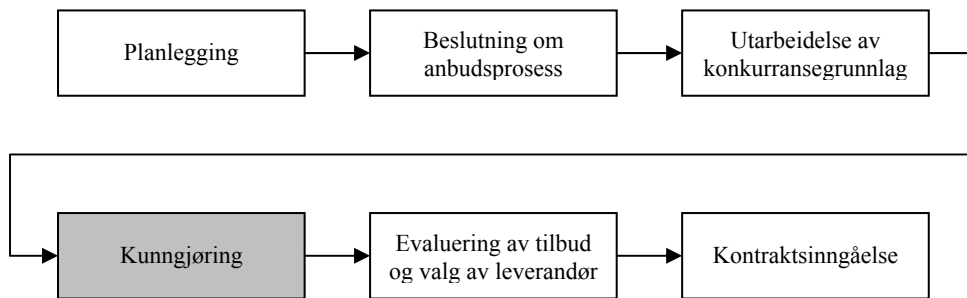 Planlegging
Beslutning om
anbudsprosess
Utarbeidelse av
konkurransegrunnlag
Kunngjøring
Evaluering av tilbud
og valg av leverandør
Kontraktsinngåelse